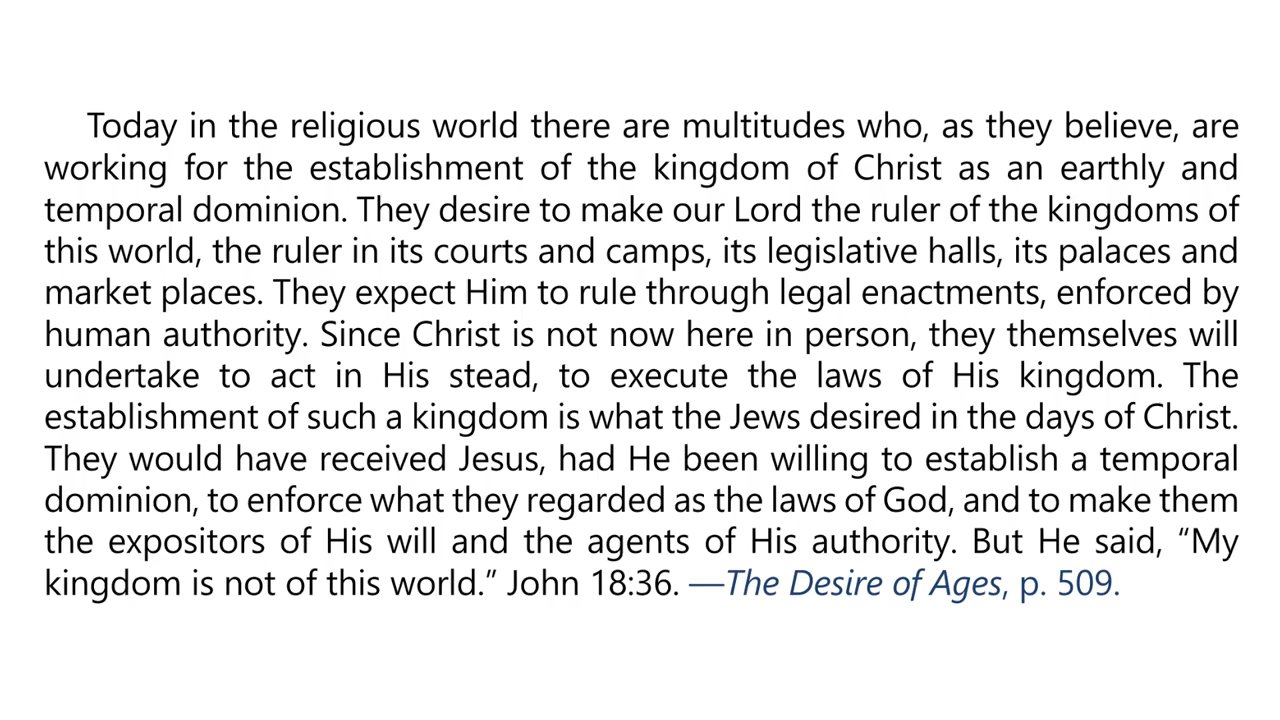 Today in the religious world there are multitudes who, as they believe, are
working for the establishment of the kingdom of Christ as an earthly and
temporal dominion. They desire to make our Lord the ruler of the kingdoms of
this world, the ruler in its courts and camps, its legislative halls, its palaces and
market places. They expect Him to rule through legal enactments, enforced by
human authority. Since Christ is not now here in person, they themselves will
undertake to act in His stead, to execute the laws of His kingdom. The
establishment of such a kingdom is what the Jews desired in the days of Christ.
They would have received Jesus, had He been willing to establish a temporal
dominion, to enforce what they regarded as the laws of God, and to make them
the expositors of His will and the agents of His authority. But He said, “My
kingdom is not of this world.” John 18:36. —The Desire of Ages, p. 509.